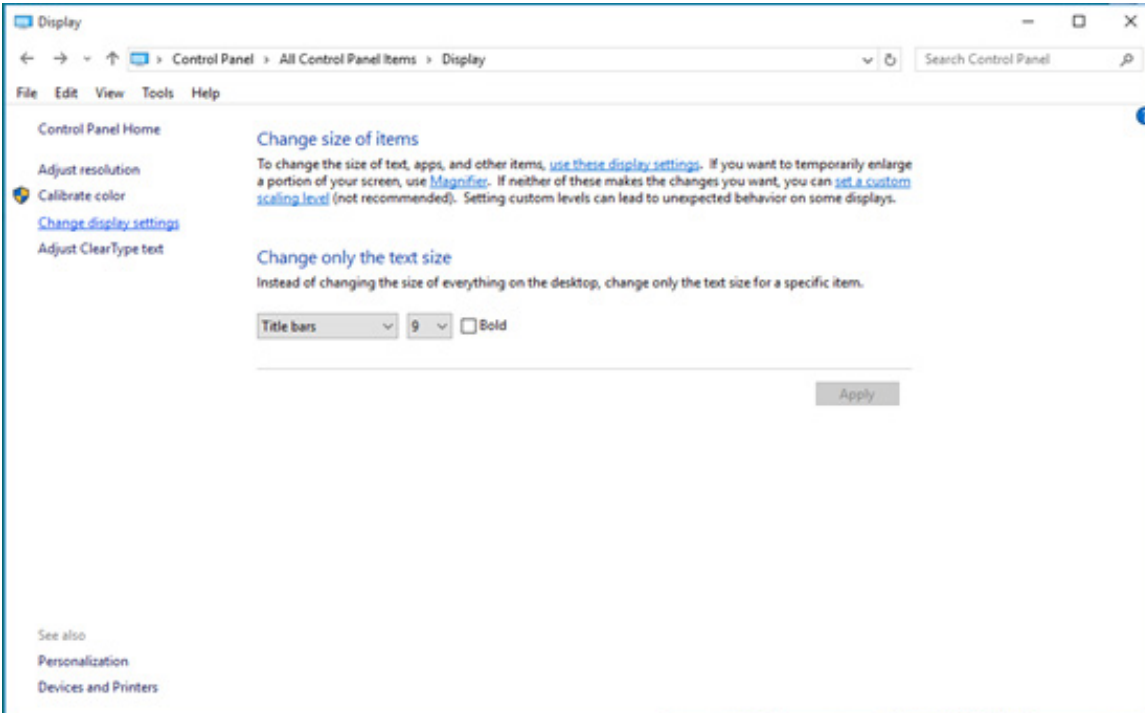 Display
Control Panel > All Control Panel Items > Display
Search Control Panel
File Edit View Tools Help
Control Panel Home
Adjust resolution
Calibrate color
Change display settings
Adjust ClearType text
Change size of items
To change the size of text, apps, and other items, use these display settings. If you want to temporarily enlarge
a portion of your screen, use Magnifier. If neither of these makes the changes you want, you can set a custom
scaling level (not recommended). Setting custom levels can lead to unexpected behavior on some displays.
Change only the text size
Instead of changing the size of everything on the desktop, change only the text size for a specific item.
Title bars 9 Bold
Apply
See also
Personalization
Devices and Printers